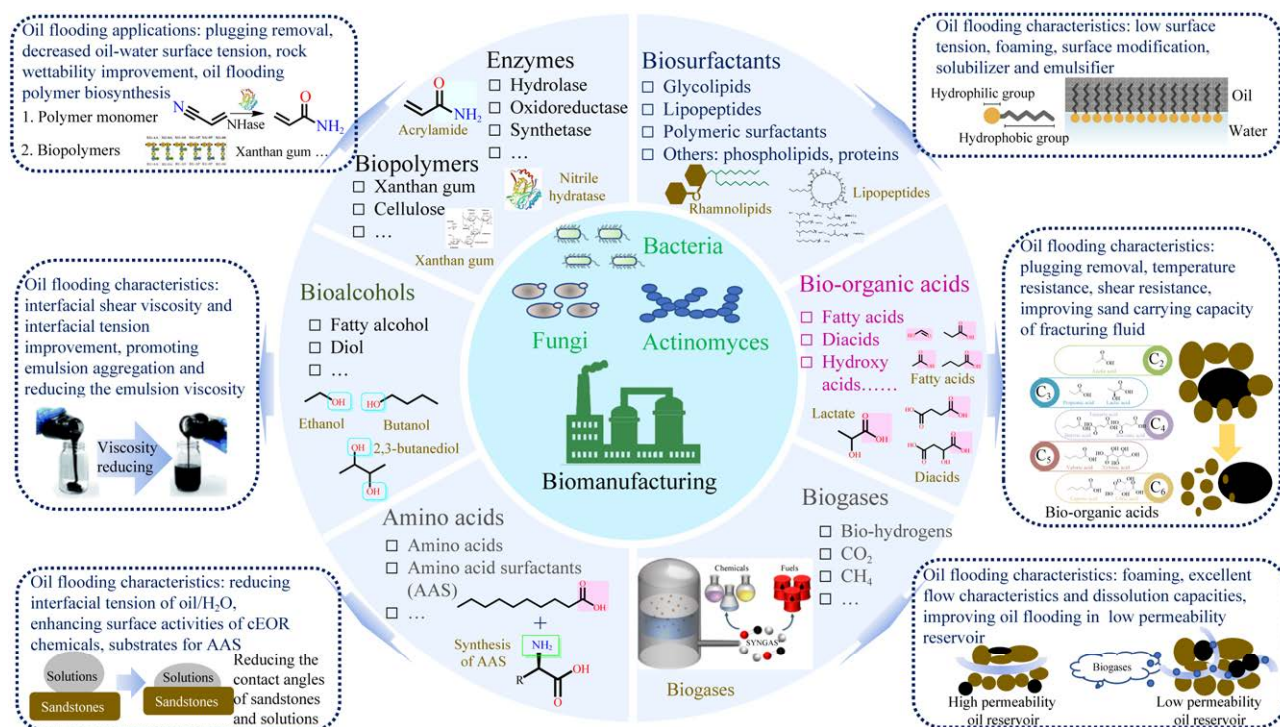 Oil flooding applications: plugging removal,
decreased oil-water surface tension, rock
wettability improvement, oil flooding
polymer biosynthesis
1. Polymer monomer
N
NHase
O
NH₂
2. Biopolymers
Xanthan gum …
Enzymes
□ Hydrolase
□ Oxidoreductase
□ Synthetase
□ …
O
NH₂
Acrylamide
Biopolymers
□ Xanthan gum
□ Cellulose
□ …
Nitrile
hydratase
Xanthan gum
Biosurfactants
□ Glycolipids
□ Lipopeptides
□ Polymeric surfactants
□ Others: phospholipids, proteins
Rhamnolipids
Lipopeptides
Oil flooding characteristics: low surface
tension, foaming, surface modification,
solubilizer and emulsifier
Hydrophilic group
Hydrophobic group
Oil
Water
Oil flooding characteristics:
interfacial shear viscosity and
interfacial tension
improvement, promoting
emulsion aggregation and
reducing the emulsion viscosity
Viscosity
reducing
Bioalcohols
□ Fatty alcohol
□ Diol
□ …
OH
Ethanol
HO
Butanol
OH
2,3-butanediol
OH
Bacteria
Fungi
Actinomyces
Biomanufacturing
Bio-organic acids
□ Fatty acids
□ Diacids
□ Hydroxy
acids……
Fatty acids
Lactate
O
OH
OH
Diacids
Oil flooding characteristics:
plugging removal, temperature
resistance, shear resistance,
improving sand carrying capacity
of fracturing fluid
C₂
C₃
C₄
C₅
C₆
Bio-organic acids
Amino acids
□ Amino acids
□ Amino acid surfactants
(AAS)
□ …
O
OH
+
Synthesis
of AAS
NH₂
R
OH
O
Biogases
□ Bio-hydrogens
□ CO₂
□ CH₄
□ …
Chemicals
Fuels
SYNGAS
Biogases
Oil flooding characteristics: reducing
interfacial tension of oil/H₂O,
enhancing surface activities of cEOR
chemicals, substrates for AAS
Solutions
Sandstones
Solutions
Sandstones
Reducing the
contact angles
of sandstones
and solutions
Oil flooding characteristics: foaming, excellent
flow characteristics and dissolution capacities,
improving oil flooding in low permeability
reservoir
Biogases
High permeability
oil reservoir
Low permeability
oil reservoir